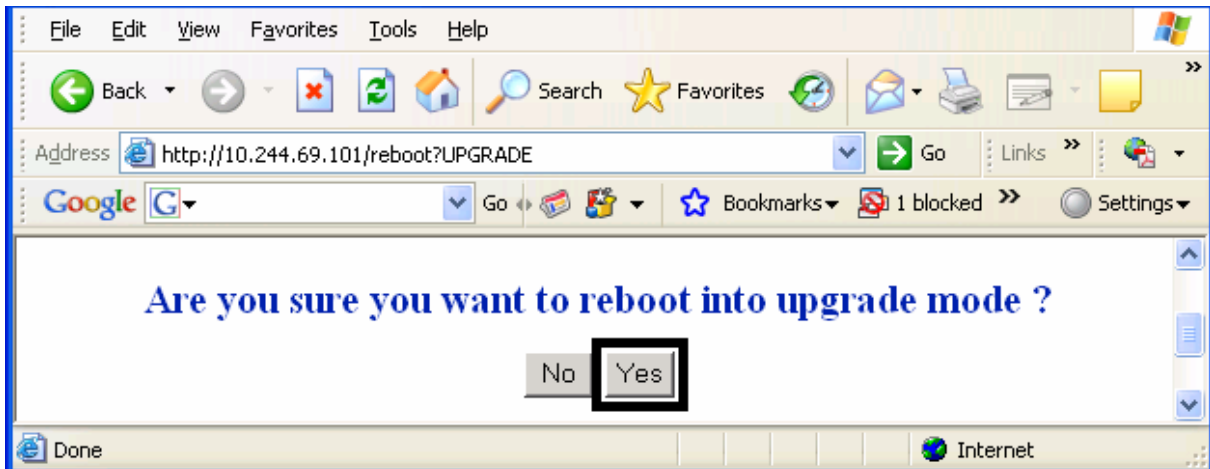 File Edit View Favorites Tools Help
Back Search Favorites »
Address http://10.244.69.101/reboot?UPGRADE Go Links »
Google G Go Bookmarks 1 blocked » Settings
Are you sure you want to reboot into upgrade mode ?
No Yes
Done Internet